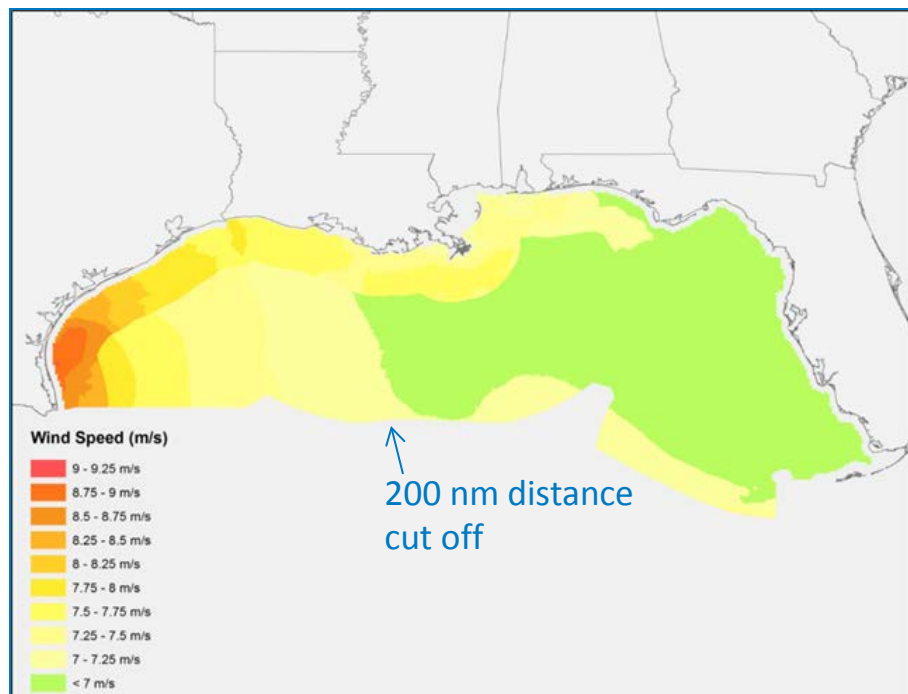 200 nm distance
cut off
Wind Speed (m/s)
9 - 9.25 m/s
8.75 - 9 m/s
8.5 - 8.75 m/s
8.25 - 8.5 m/s
8 - 8.25 m/s
7.75 - 8 m/s
7.5 - 7.75 m/s
7.25 - 7.5 m/s
7 - 7.25 m/s
< 7 m/s